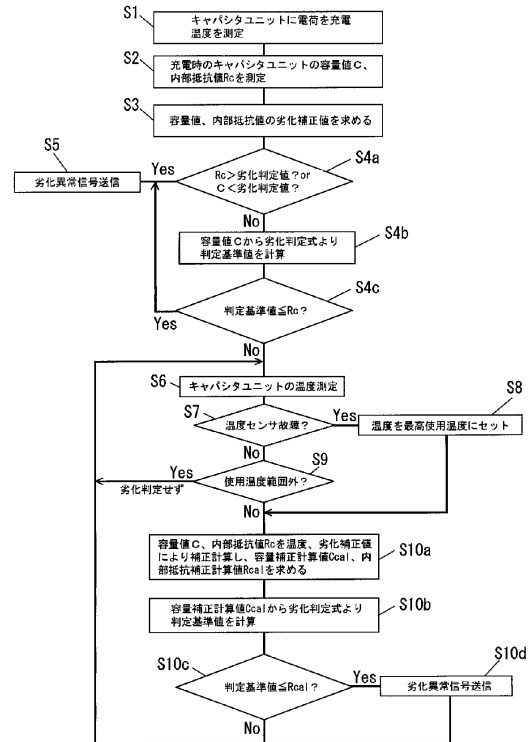 S1
キャパシタユニットに電荷を充電
温度を測定
S2
充電時のキャパシタユニットの容量値C、
内部抵抗値Rcを測定
S3
容量値、内部抵抗値の劣化補正値を求める
S5
劣化異常信号送信
Yes
S4a
Rc>劣化判定値?or
C<劣化判定値?
No
S4b
容量値Cから劣化判定式より
判定基準値を計算
S4c
判定基準値≦Rc?
Yes
No
S6
キャパシタユニットの温度測定
S7
温度センサ故障?
Yes
S8
温度を最高使用温度にセット
No
S9
使用温度範囲外?
Yes
劣化判定せず
No
S10a
容量値C、内部抵抗値Rcを温度、劣化補正値
により補正計算し、容量補正計算値Ccal、内
部抵抗補正計算値Rcalを求める
S10b
容量補正計算値Ccalから劣化判定式より
判定基準値を計算
S10c
判定基準値≦Rcal?
Yes
S10d
劣化異常信号送信
No